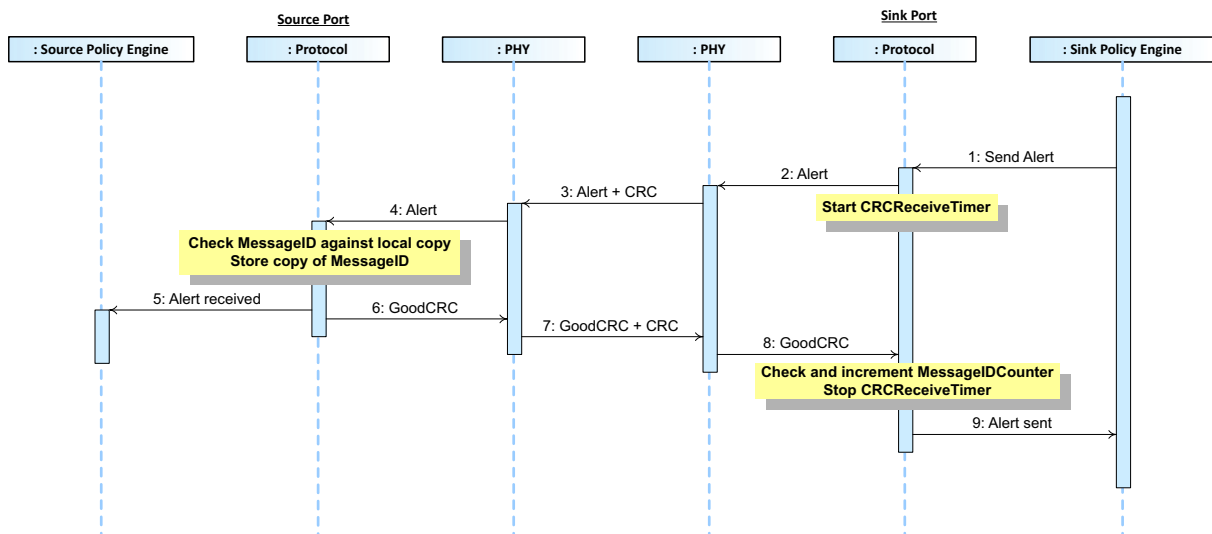 Source Port
Sink Port
: Source Policy Engine
: Protocol
: PHY
: PHY
: Protocol
: Sink Policy Engine
1: Send Alert
2: Alert
3: Alert + CRC
Start CRCReceiveTimer
4: Alert
Check MessageID against local copy
Store copy of MessageID
5: Alert received
6: GoodCRC
7: GoodCRC + CRC
8: GoodCRC
Check and increment MessageIDCounter
Stop CRCReceiveTimer
9: Alert sent